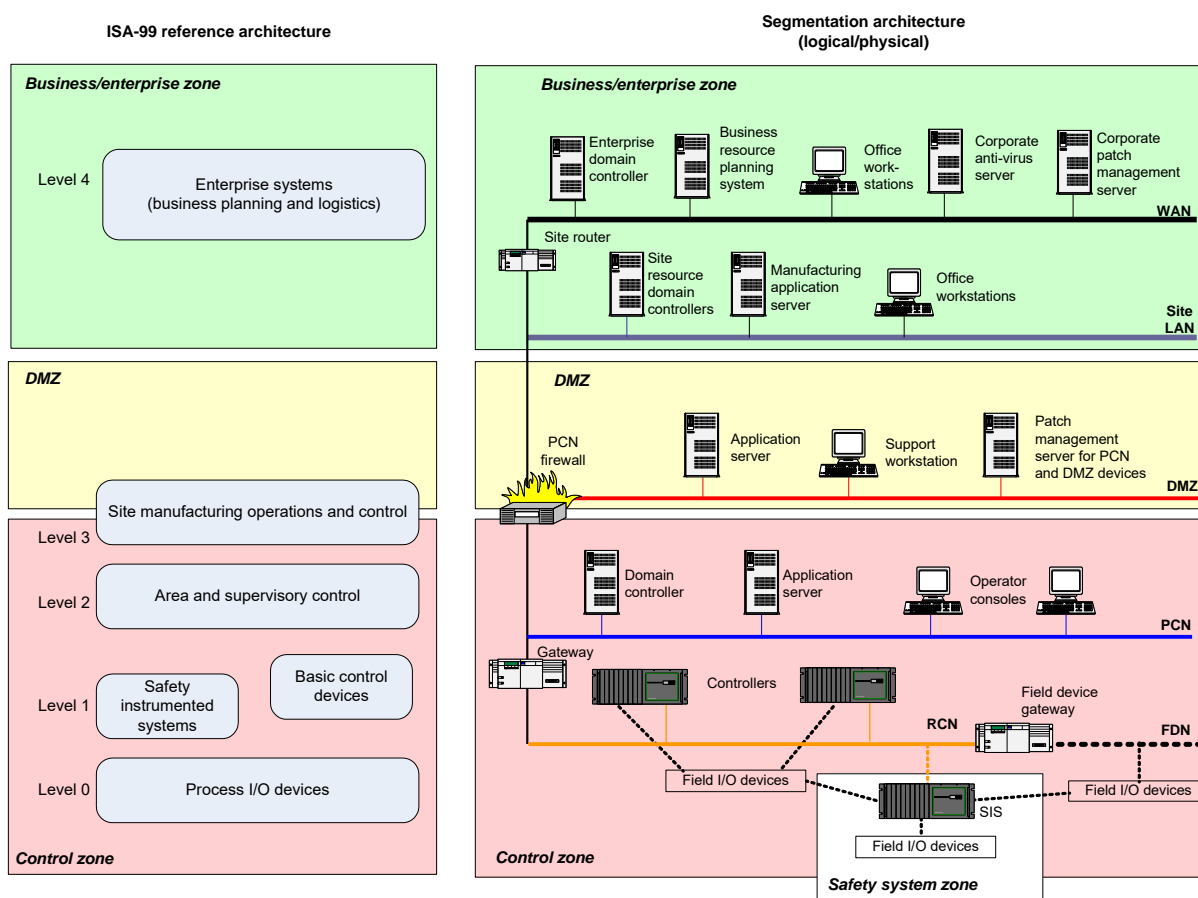 ISA-99 reference architecture
Business/enterprise zone
Level 4
Enterprise systems
(business planning and logistics)
DMZ
Site manufacturing operations and control
Level 3
Level 2
Area and supervisory control
Level 1
Safety
instrumented
systems
Basic control
devices
Level 0
Process I/O devices
Control zone
Segmentation architecture
(logical/physical)
Business/enterprise zone
Enterprise
domain
controller
Business
resource
planning
system
Office
work-
stations
Corporate
anti-virus
server
Corporate
patch
management
server
WAN
Site router
Site
resource
domain
controllers
Manufacturing
application
server
Office
workstations
Site
LAN
DMZ
PCN
firewall
Application
server
Support
workstation
Patch
management
server for PCN
and DMZ devices
DMZ
Domain
controller
Application
server
Operator
consoles
PCN
Gateway
Controllers
Field device
gateway
RCN
FDN
Field I/O devices
Field I/O devices
SIS
Field I/O devices
Control zone
Safety system zone